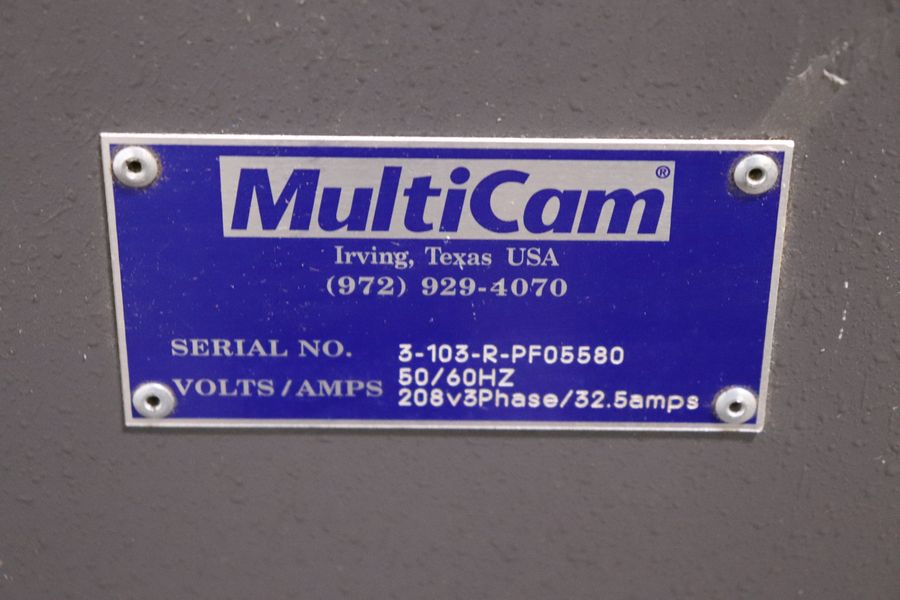 MultiCam®
Irving, Texas USA
(972) 929-4070
SERIAL NO. 3-103-R-PF05580
50/60HZ
VOLTS/AMPS 208v3Phase/32.5amps